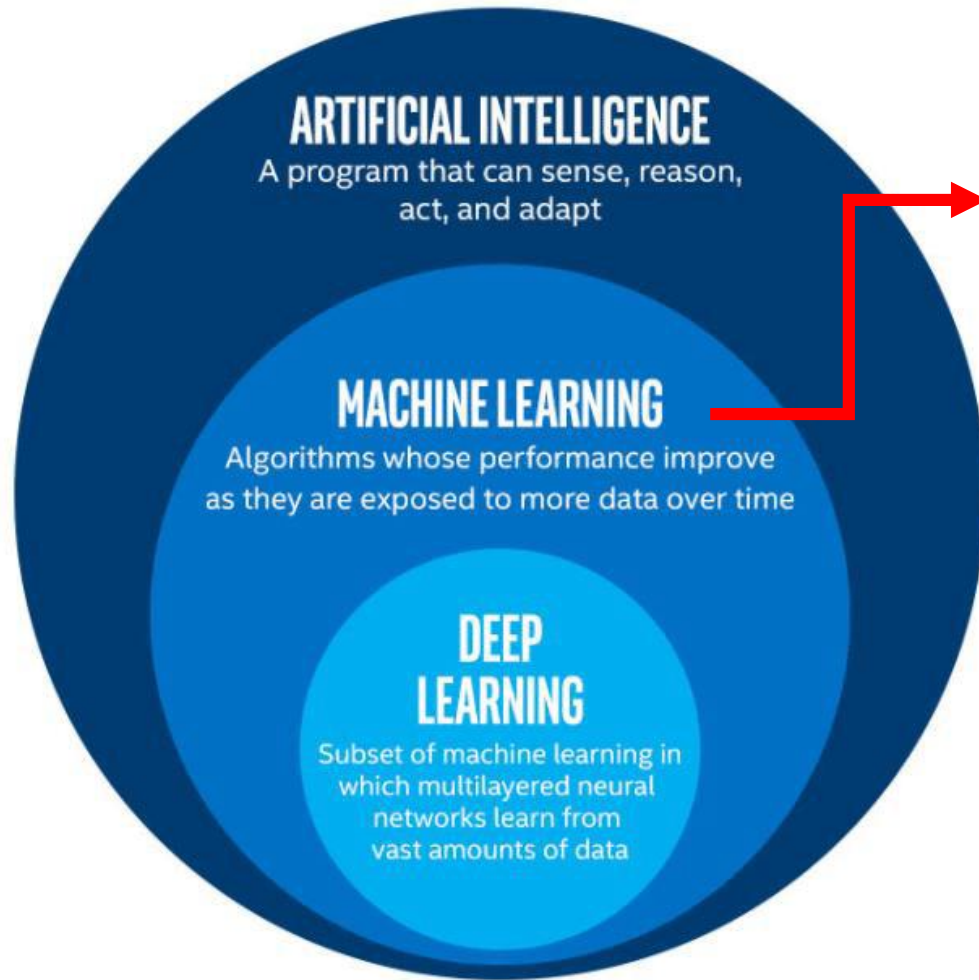 ARTIFICIAL INTELLIGENCE
A program that can sense, reason,
act, and adapt
MACHINE LEARNING
Algorithms whose performance improve
as they are exposed to more data over time
DEEP
LEARNING
Subset of machine learning in
which multilayered neural
networks learn from
vast amounts of data